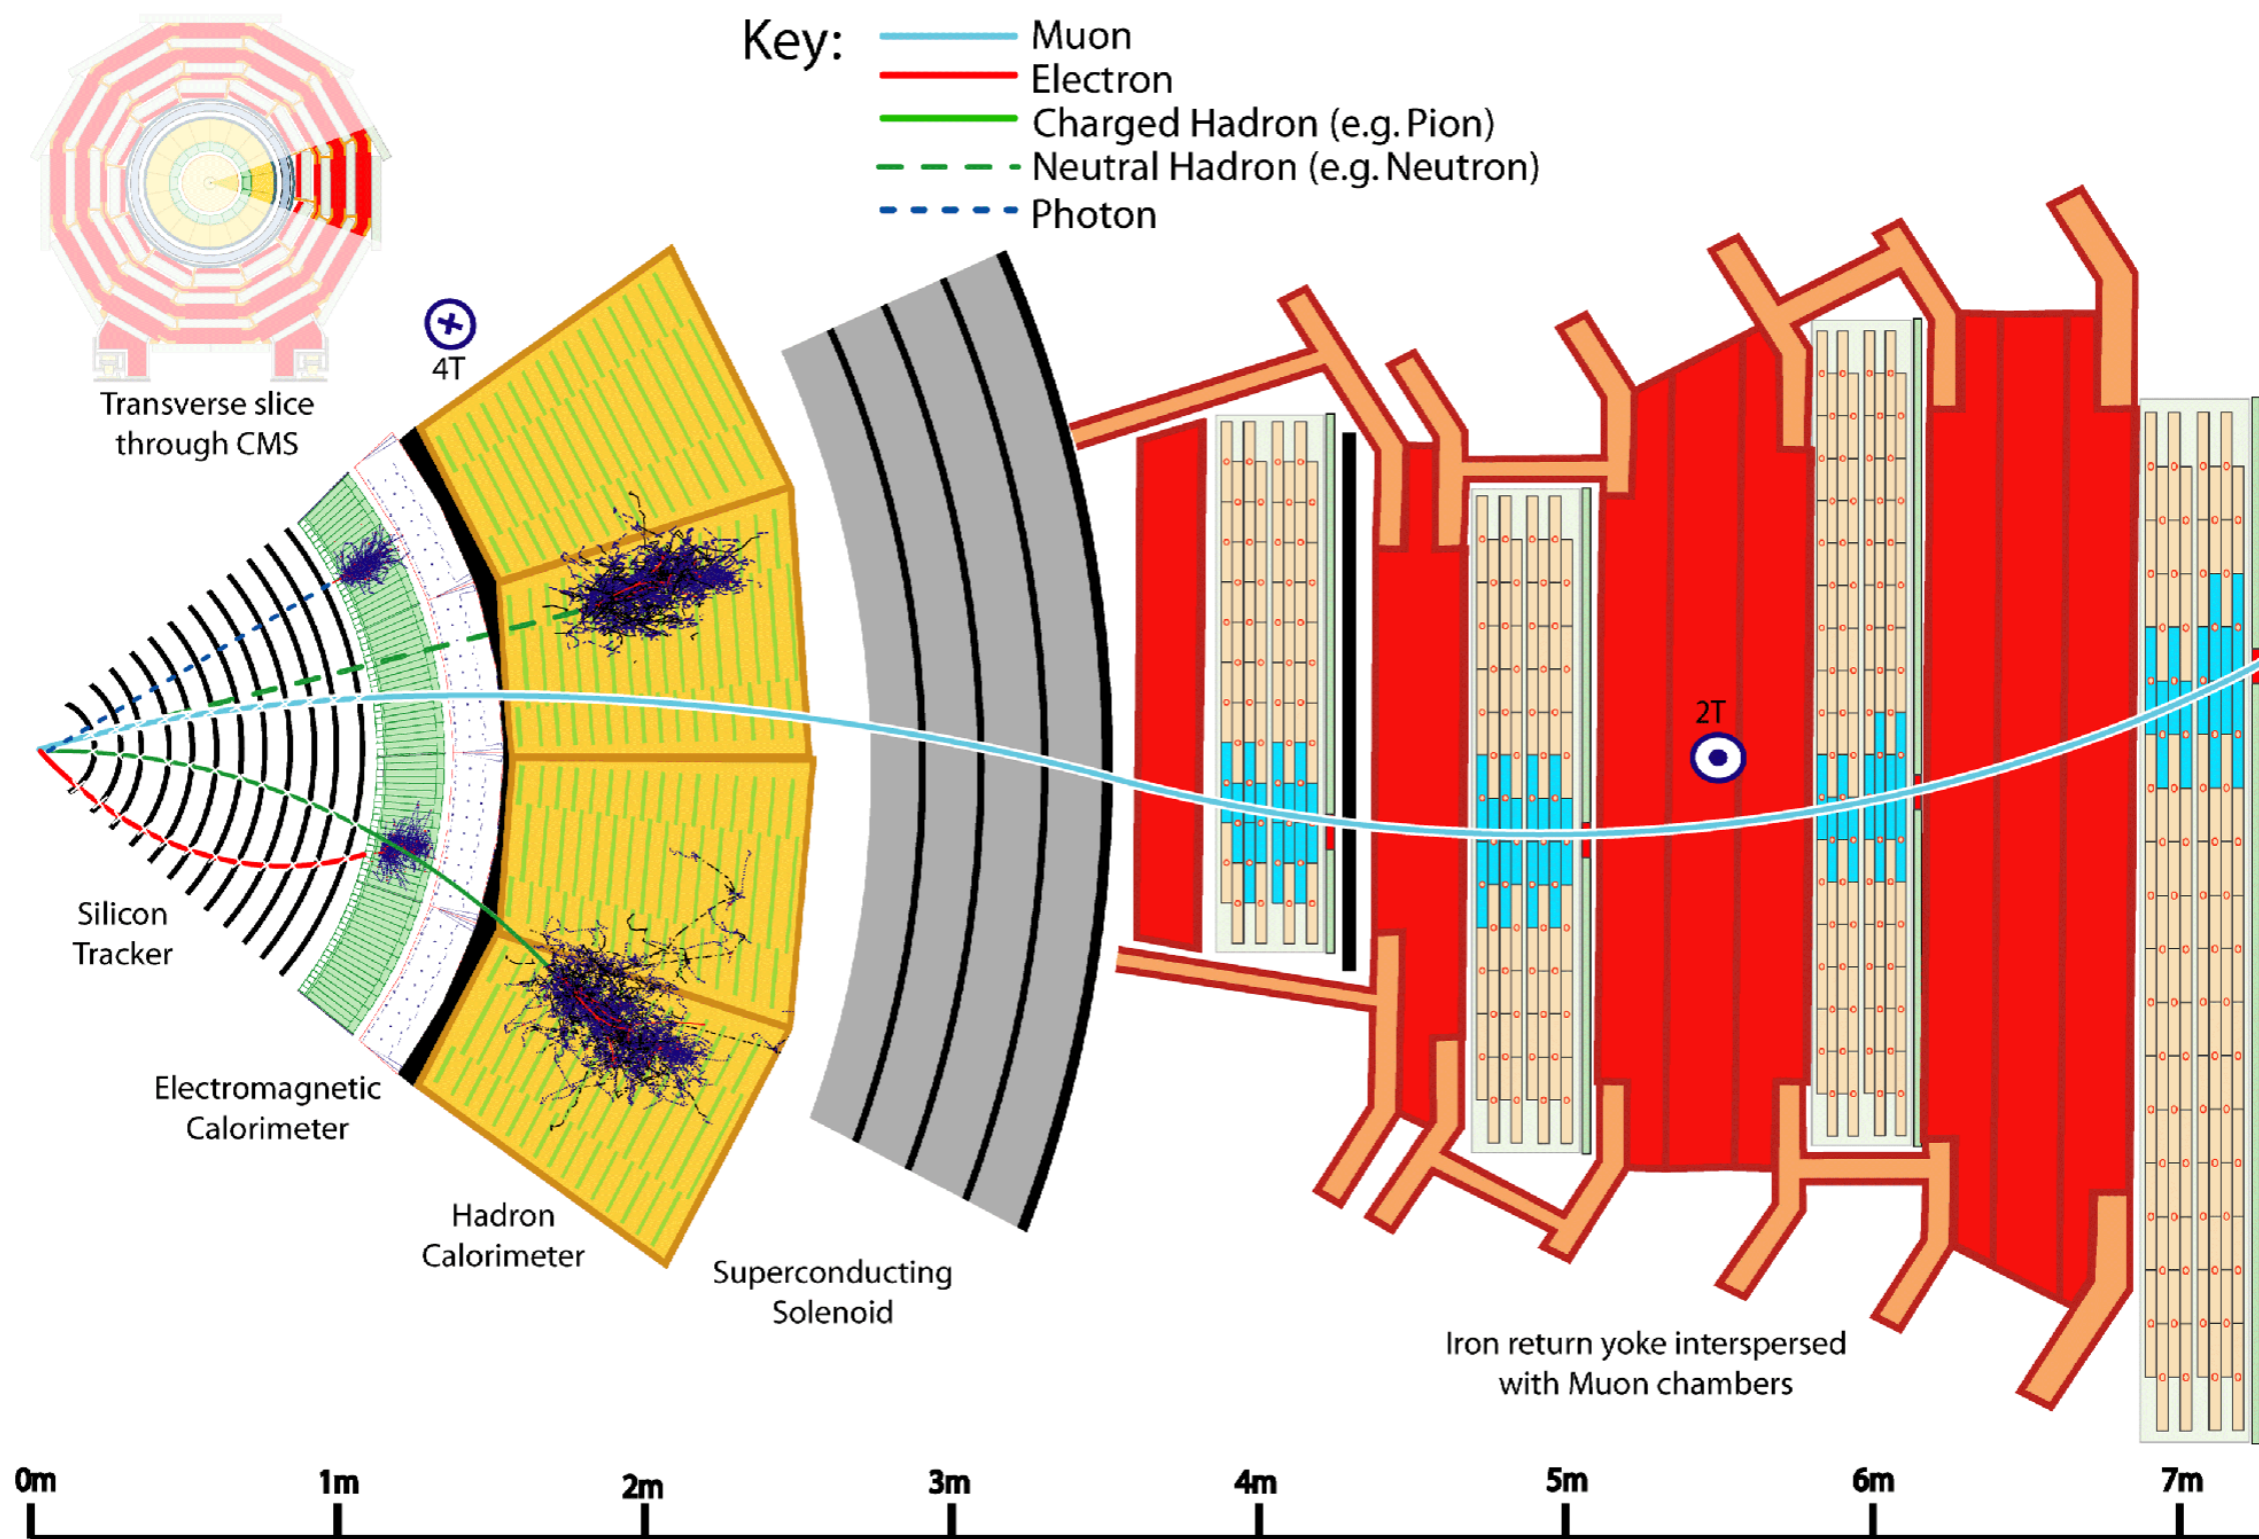 Key:
Muon
Electron
Charged Hadron (e.g. Pion)
Neutral Hadron (e.g. Neutron)
Photon
4T
Transverse slice
through CMS
2T
Silicon
Tracker
Electromagnetic
Calorimeter
Hadron
Calorimeter
Superconducting
Solenoid
Iron return yoke interspersed
with Muon chambers
0m 1m 2m 3m 4m 5m 6m 7m